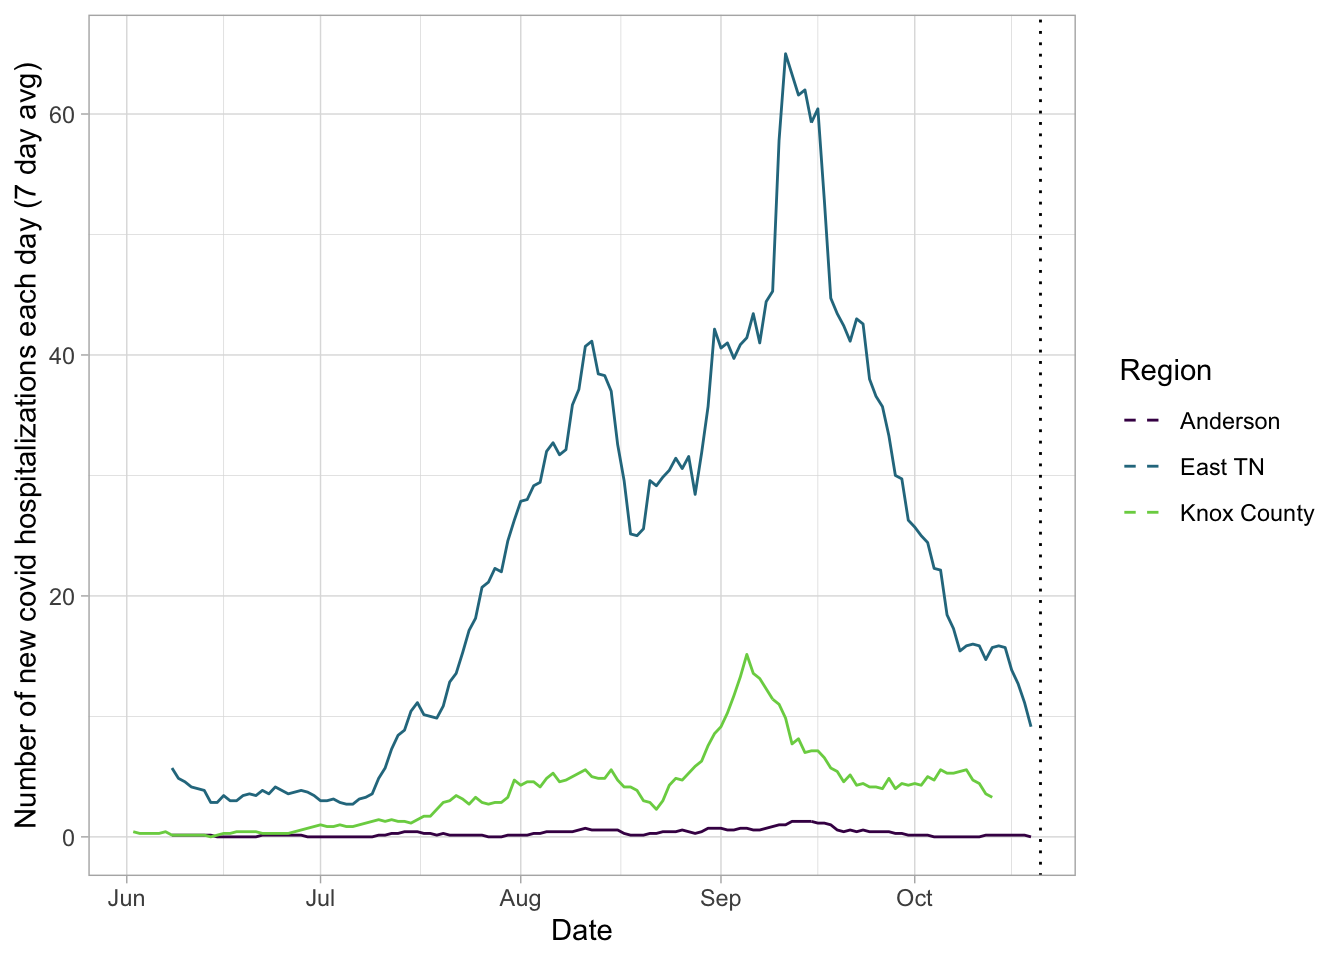 Number of new covid hospitalizations each day (7 day avg)
60
40
20
0
Jun Jul Aug Sep Oct
Date
Region
Anderson
East TN
Knox County